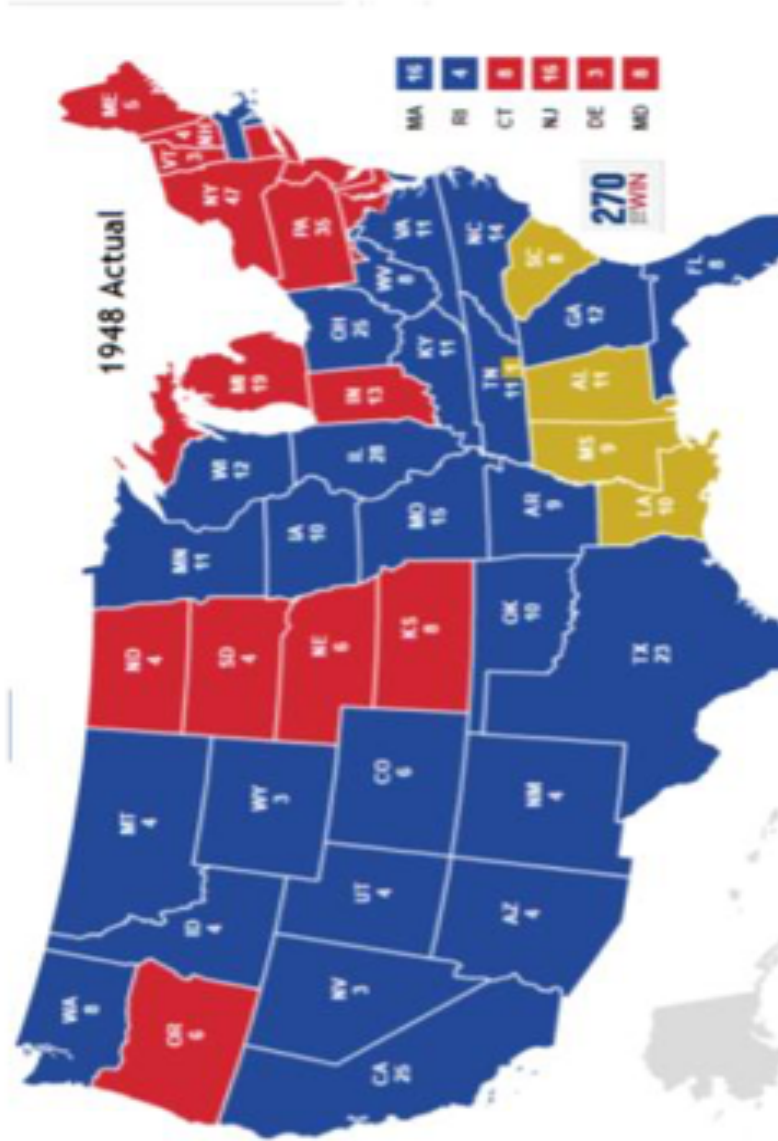 1948 Actual
WA
8
OR
6
CA
25
NV
3
ID
4
MT
4
WY
3
UT
4
AZ
4
CO
6
NM
4
ND
4
SD
4
NE
6
KS
8
OK
10
TX
23
MN
11
IA
10
MO
15
AR
9
LA
10
WI
12
IL
28
MI
19
IN
13
OH
25
KY
11
TN
11
1
MS
9
AL
11
GA
12
FL
8
SC
8
NC
14
VA
11
WV
8
PA
35
NY
47
VT
3
NH
4
ME
5
MA 16
RI 4
CT 8
NJ 16
DE 3
MD 8
270
TO WIN